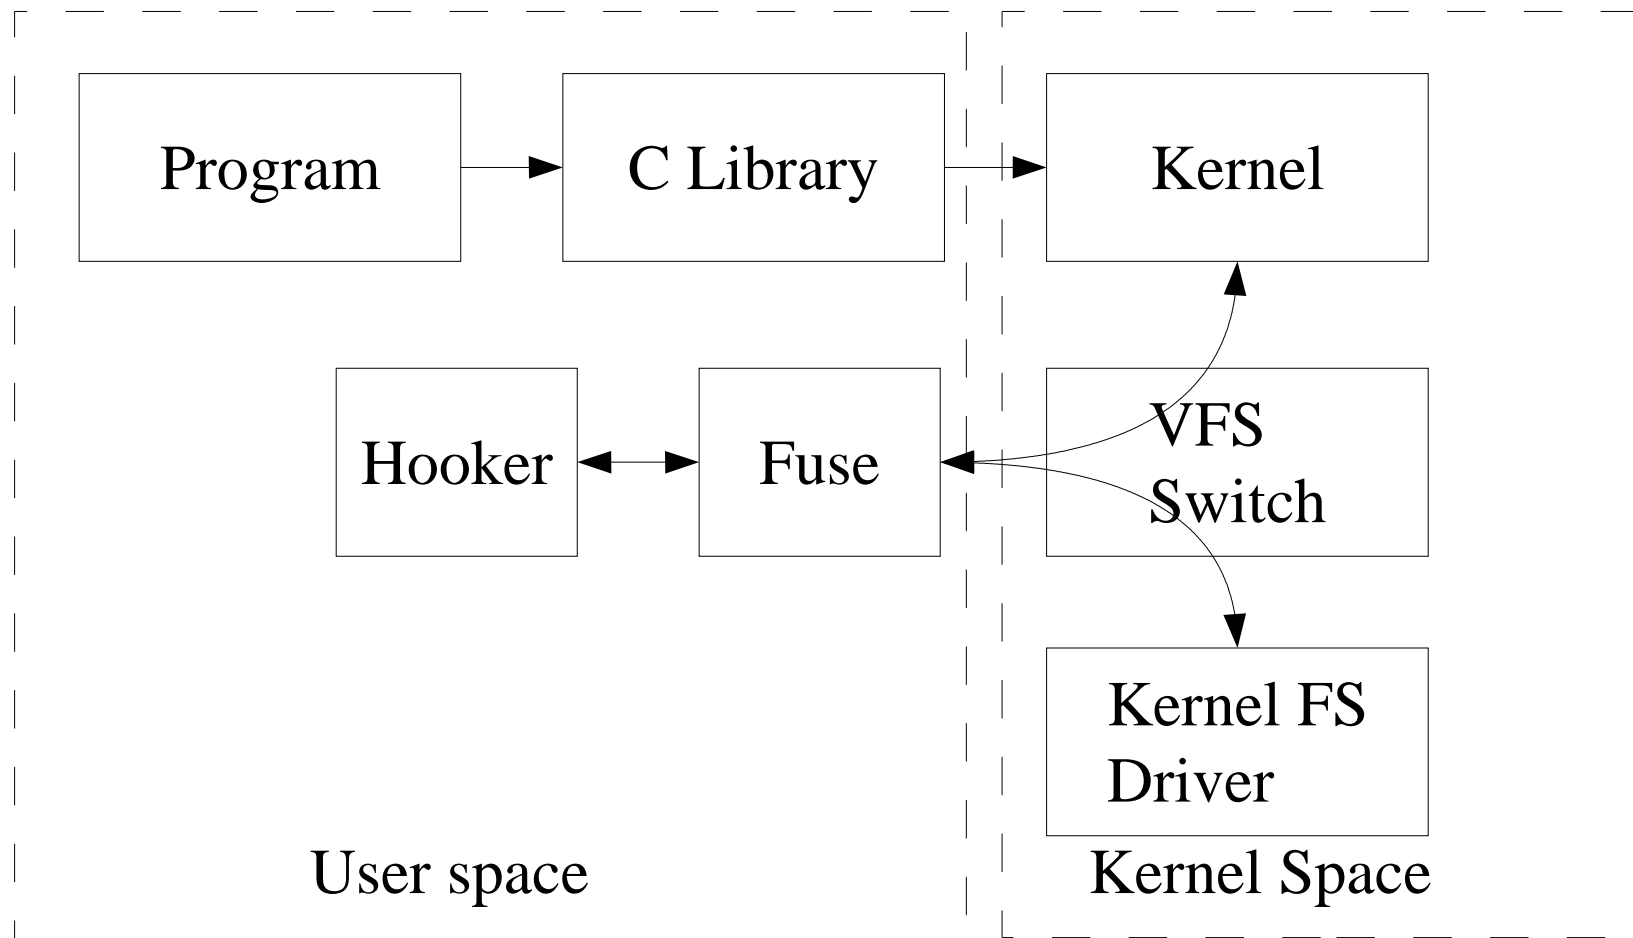 Program
C Library
Kernel
Hooker
Fuse
VFS
Switch
Kernel FS
Driver
User space
Kernel Space